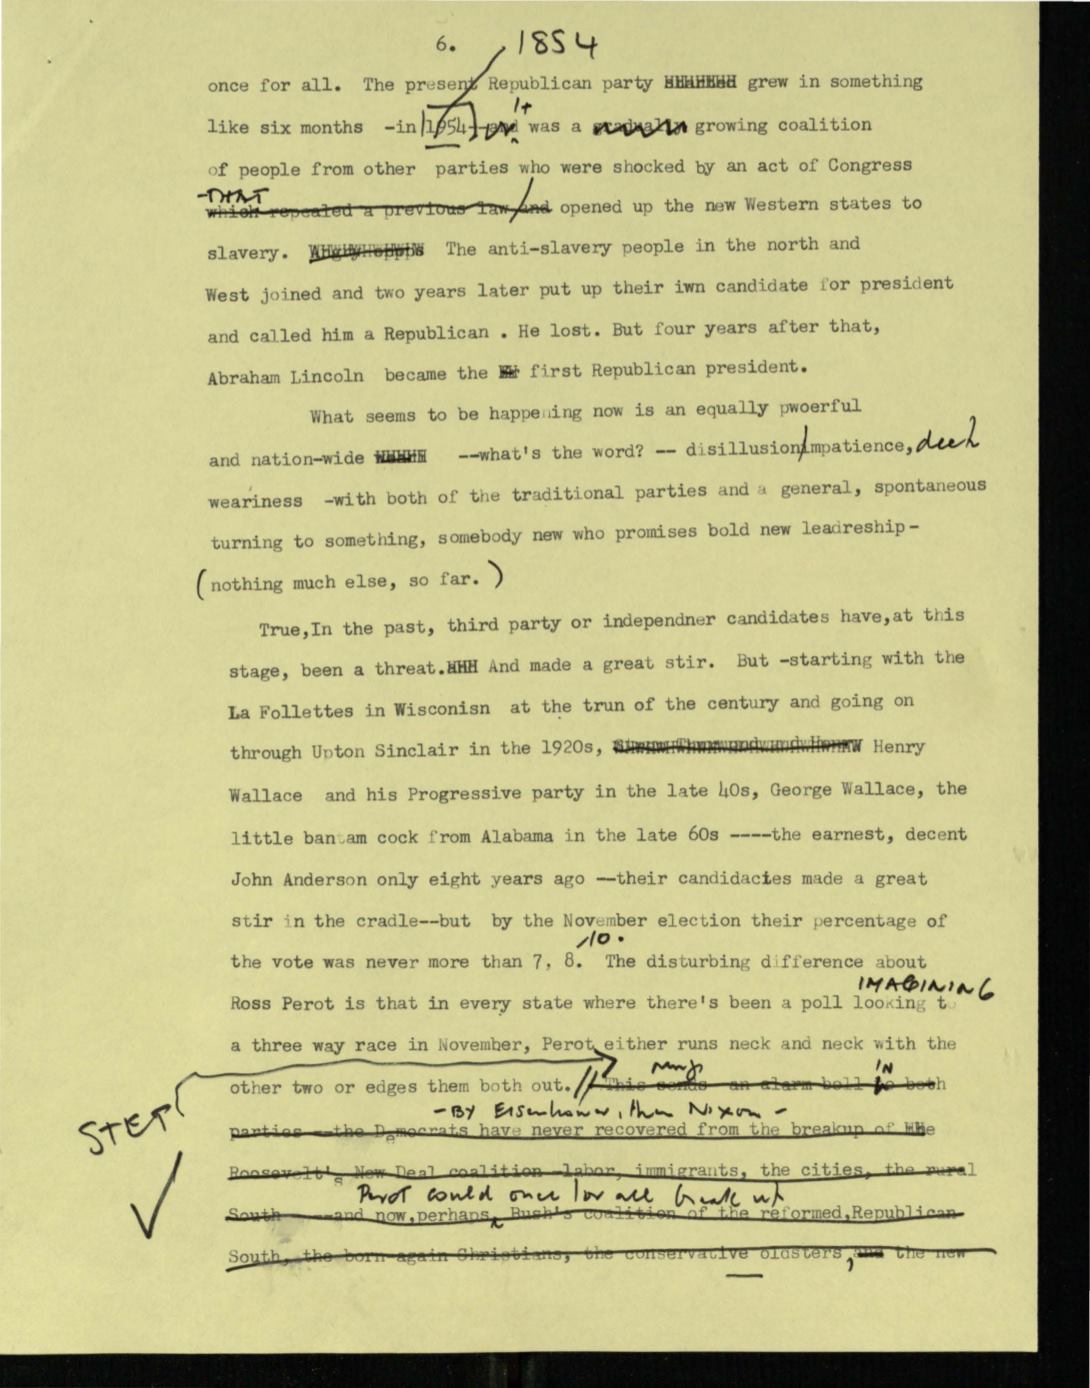 6. 1854
once for all. The present Republican party grew in something
like six months -in 1954- and it was a gradually growing coalition
of people from other parties who were shocked by an act of Congress
-THAT
which repealed a previous law and opened up the new Western states to
slavery. The anti-slavery people in the north and
West joined and two years later put up their iwn candidate for president
and called him a Republican . He lost. But four years after that,
Abraham Lincoln became the first Republican president.
What seems to be happening now is an equally pwoerful
and nation-wide --what's the word? -- disillusion/impatience,
weariness -with both of the traditional parties and a general, spontaneous
turning to something, somebody new who promises bold new leadreship-
(nothing much else, so far. )
True,In the past, third party or independner candidates have,at this
stage, been a threat. And made a great stir. But -starting with the
La Follettes in Wisconisn at the trun of the century and going on
through Upton Sinclair in the 1920s, Henry
Wallace and his Progressive party in the late 40s, George Wallace, the
little bantam cock from Alabama in the late 60s ----the earnest, decent
John Anderson only eight years ago --their candidacies made a great
stir in the cradle--but by the November election their percentage of
, 10.
the vote was never more than 7, 8. The disturbing difference about
IMAGINING
Ross Perot is that in every state where there's been a poll looking to
a three way race in November, Perot either runs neck and neck with the
rings IN
other two or edges them both out.// This sends an alarm bell to both
STET
-BY Eisenhower, then Nixon-
parties --the Democrats have never recovered from the breakup of the
Roosevelt's New Deal coalition -labor, immigrants, the cities, the rural
Perot could once for all break up
South ----and now,perhaps, Bush's coalition of the reformed,Republican
South, the born-again Christians, the conservative oldsters, and the new